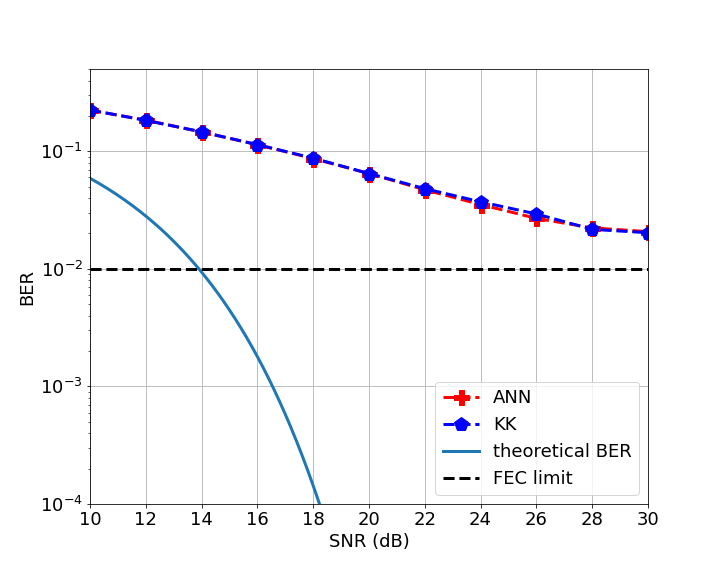 BER
10⁻¹
10⁻²
10⁻³
10⁻⁴
ANN
KK
theoretical BER
FEC limit
10 12 14 16 18 20 22 24 26 28 30
SNR (dB)